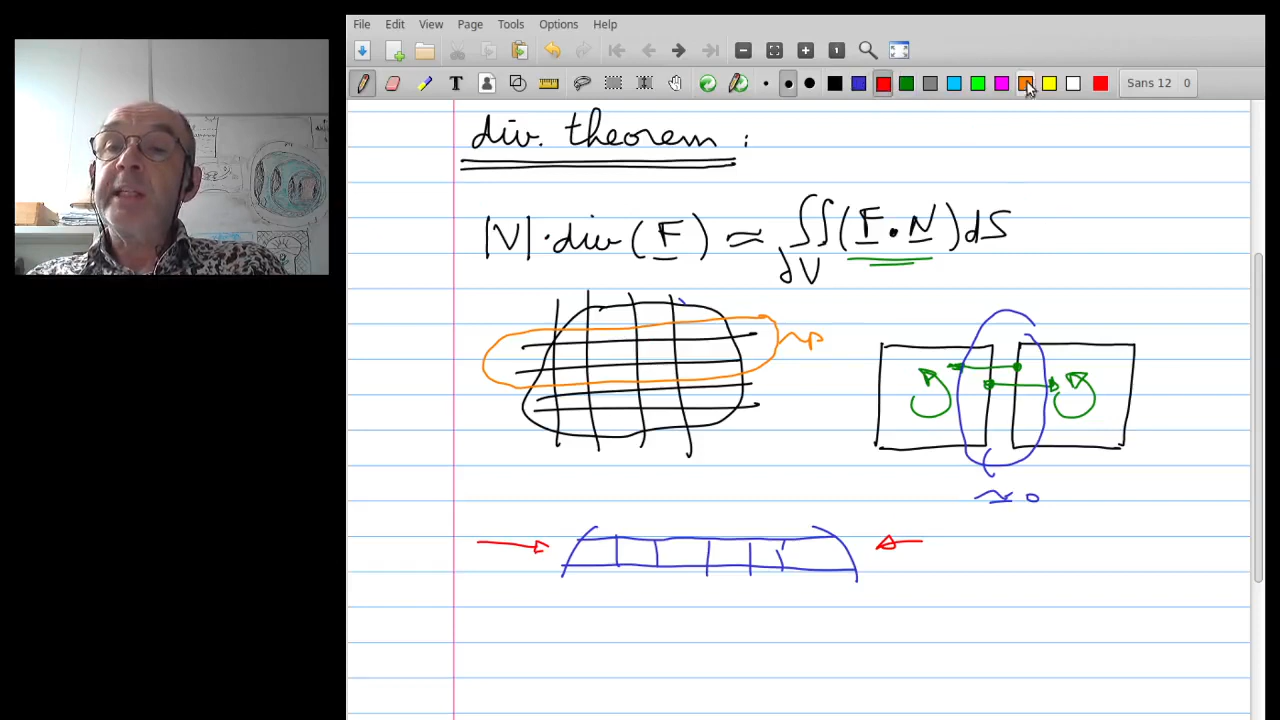 File Edit View Page Tools Options Help
Sans 12 0
div. theorem :
|V| · div (F) ≈ ∬ (F • N) dS
∂V
≃ 0